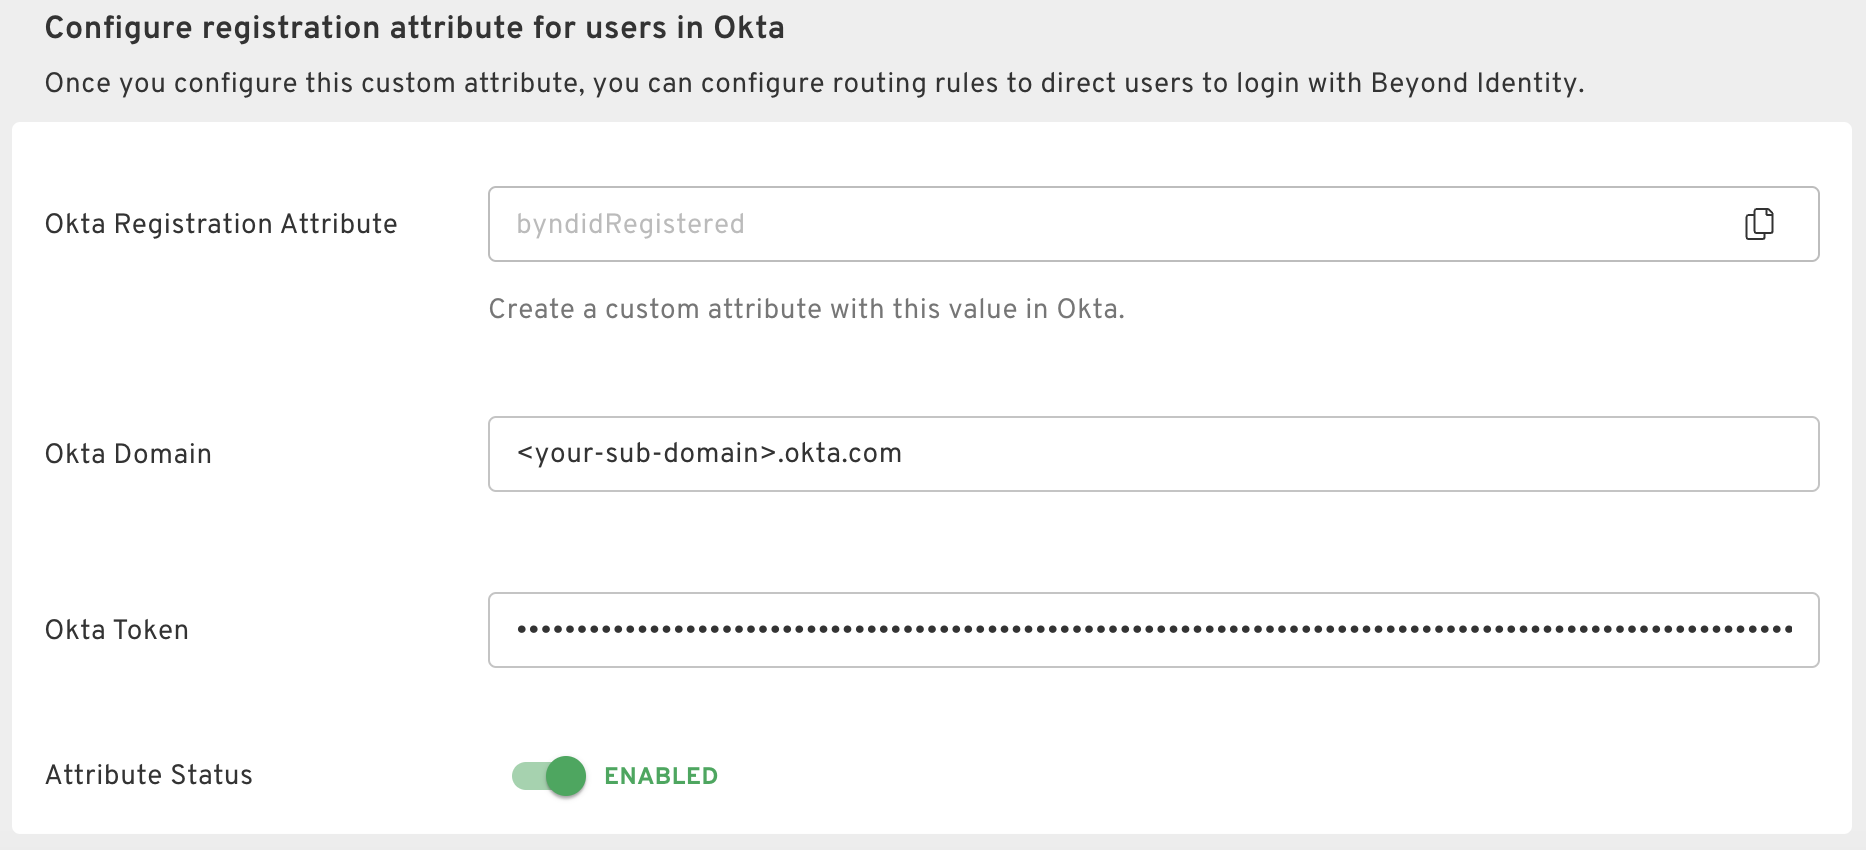 Configure registration attribute for users in Okta
Once you configure this custom attribute, you can configure routing rules to direct users to login with Beyond Identity.
Okta Registration Attribute
byndidRegistered
Create a custom attribute with this value in Okta.
Okta Domain
<your-sub-domain>.okta.com
Okta Token
Attribute Status
ENABLED